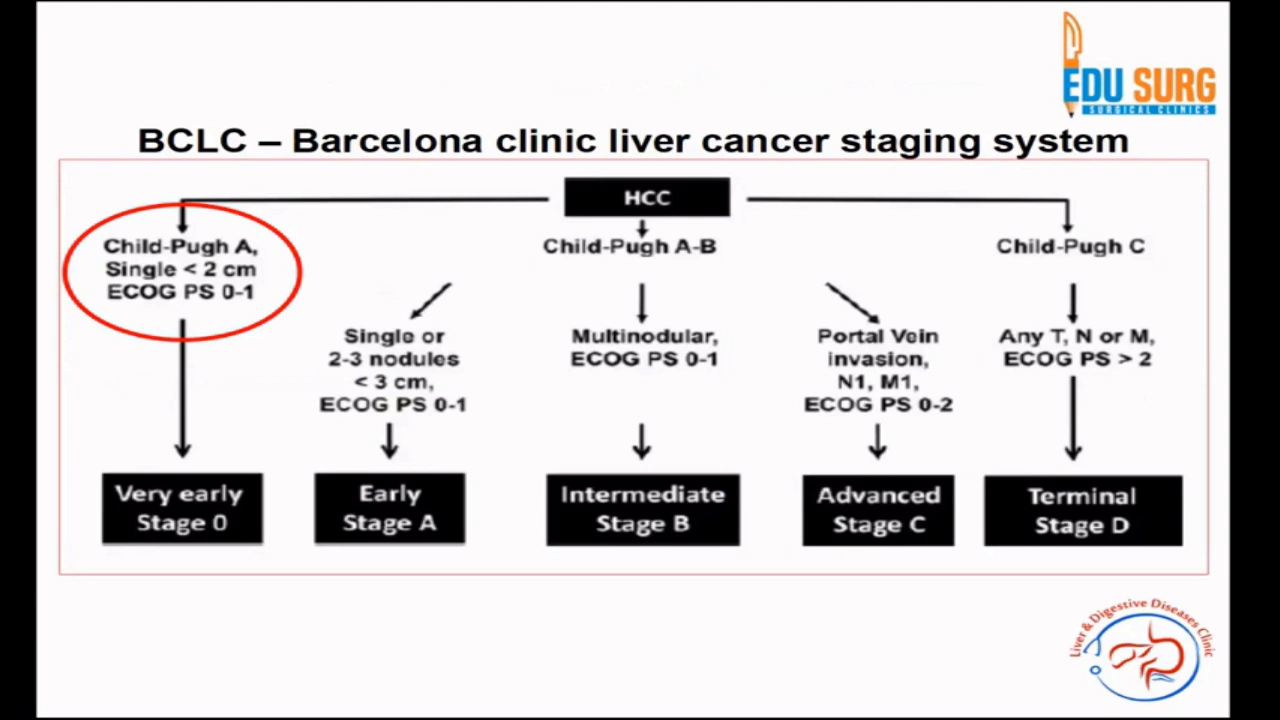 EDU SURG
SURGICAL CLINICS
BCLC – Barcelona clinic liver cancer staging system
HCC
Child-Pugh A,
Single < 2 cm
ECOG PS 0-1
Child-Pugh A-B
Child-Pugh C
Single or
2-3 nodules
< 3 cm,
ECOG PS 0-1
Multinodular,
ECOG PS 0-1
Portal Vein
invasion,
N1, M1,
ECOG PS 0-2
Any T, N or M,
ECOG PS > 2
Very early
Stage 0
Early
Stage A
Intermediate
Stage B
Advanced
Stage C
Terminal
Stage D
Liver & Digestive Diseases Clinic